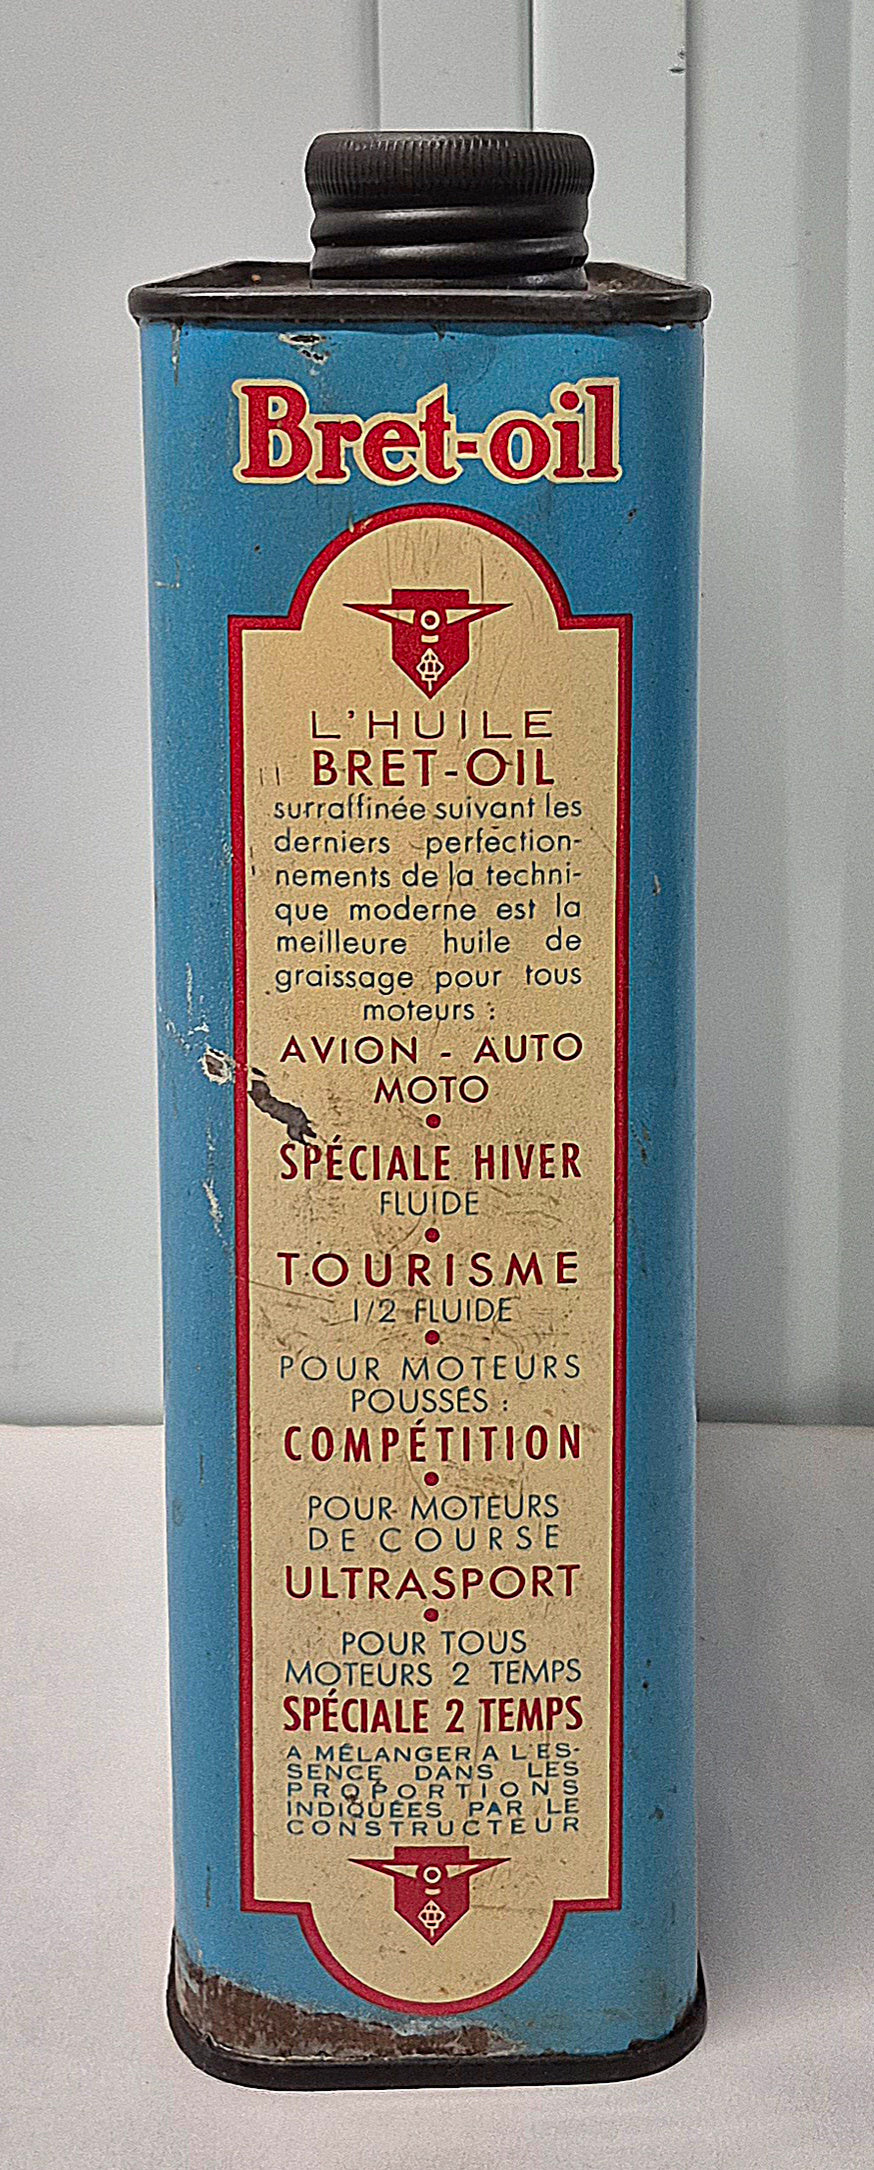 Bret-oil
L'HUILE
BRET-OIL
surraffinée suivant les
derniers perfection-
nements de la techni-
que moderne est la
meilleure huile de
graissage pour tous
moteurs :
AVION - AUTO
MOTO
SPÉCIALE HIVER
FLUIDE
TOURISME
1/2 FLUIDE
POUR MOTEURS
POUSSÉS :
COMPÉTITION
POUR MOTEURS
DE COURSE
ULTRASPORT
POUR TOUS
MOTEURS 2 TEMPS
SPÉCIALE 2 TEMPS
A MÉLANGER A L'ES-
SENCE DANS LES
PROPORTIONS
INDIQUÉES PAR LE
CONSTRUCTEUR